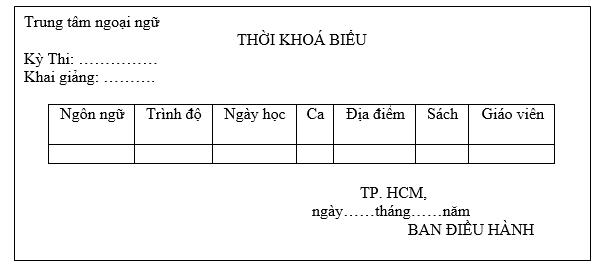 Trung tâm ngoại ngữ
THỜI KHOÁ BIỂU
Kỳ Thi: ……………
Khai giảng: ……….
Ngôn ngữ Trình độ Ngày học Ca Địa điểm Sách Giáo viên
TP. HCM,
ngày……tháng……năm
BAN ĐIỀU HÀNH